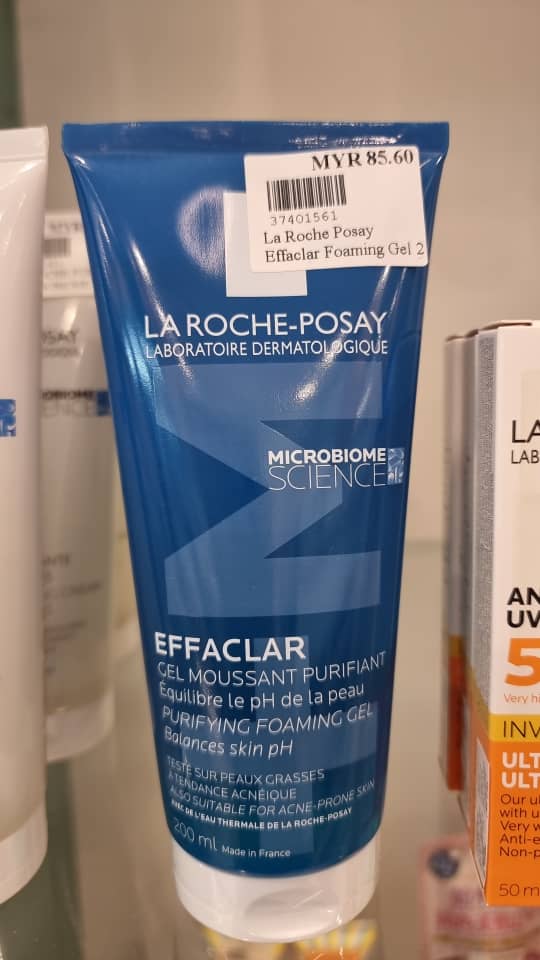 MYR 85.60
37401561
La Roche Posay
Effaclar Foaming Gel 2
LA ROCHE-POSAY
LABORATOIRE DERMATOLOGIQUE
MICROBIOME
SCIENCE
EFFACLAR
GEL MOUSSANT PURIFIANT
Équilibre le pH de la peau
PURIFYING FOAMING GEL
Balances skin pH
TESTÉ SUR PEAUX GRASSES
À TENDANCE ACNÉIQUE
ALSO SUITABLE FOR ACNE-PRONE SKIN
AVEC DE L'EAU THERMALE DE LA ROCHE-POSAY
200 ml Made in France
MYR
OSAY
OBIOME
SCIENCE
LA
LAB
AN
UV
5
Very hi
INV
ULT
ULT
Our ul
with u
Very w
Anti-e
Non-p
50 m